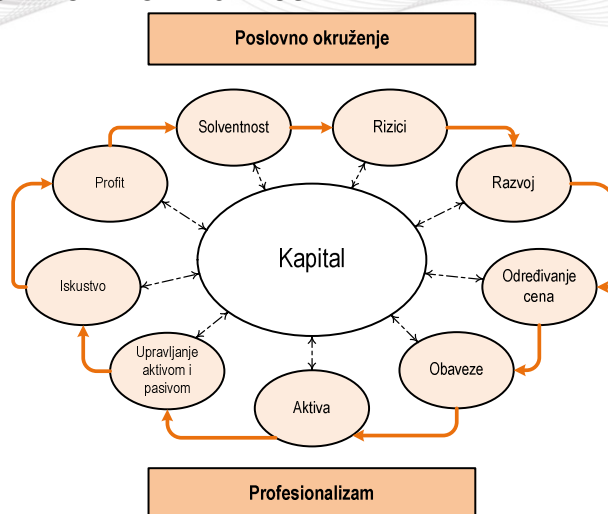 Poslovno okruženje
Solventnost
Rizici
Profit
Razvoj
Kapital
Iskustvo
Određivanje
cena
Upravljanje
aktivom i
pasivom
Obaveze
Aktiva
Profesionalizam